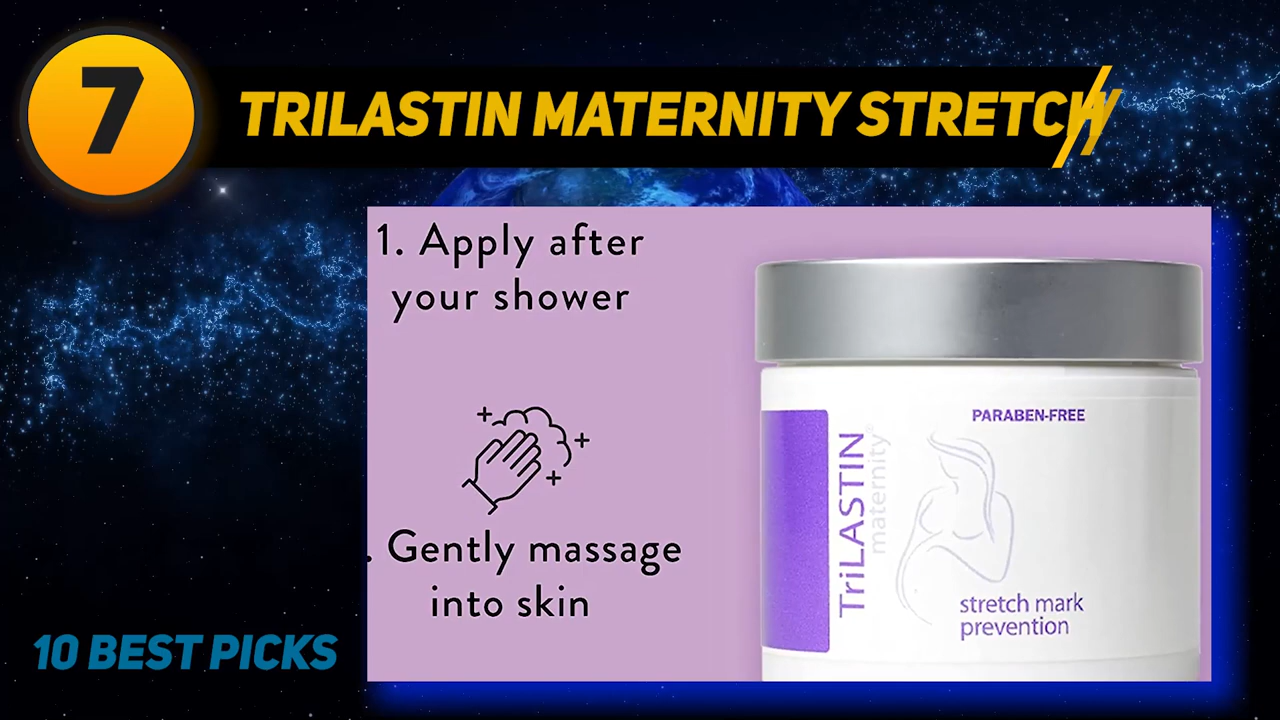 7
TRILASTIN MATERNITY STRETCH
1. Apply after
your shower
. Gently massage
into skin
PARABEN-FREE
TriLASTIN
maternity®
stretch mark
prevention
10 BEST PICKS